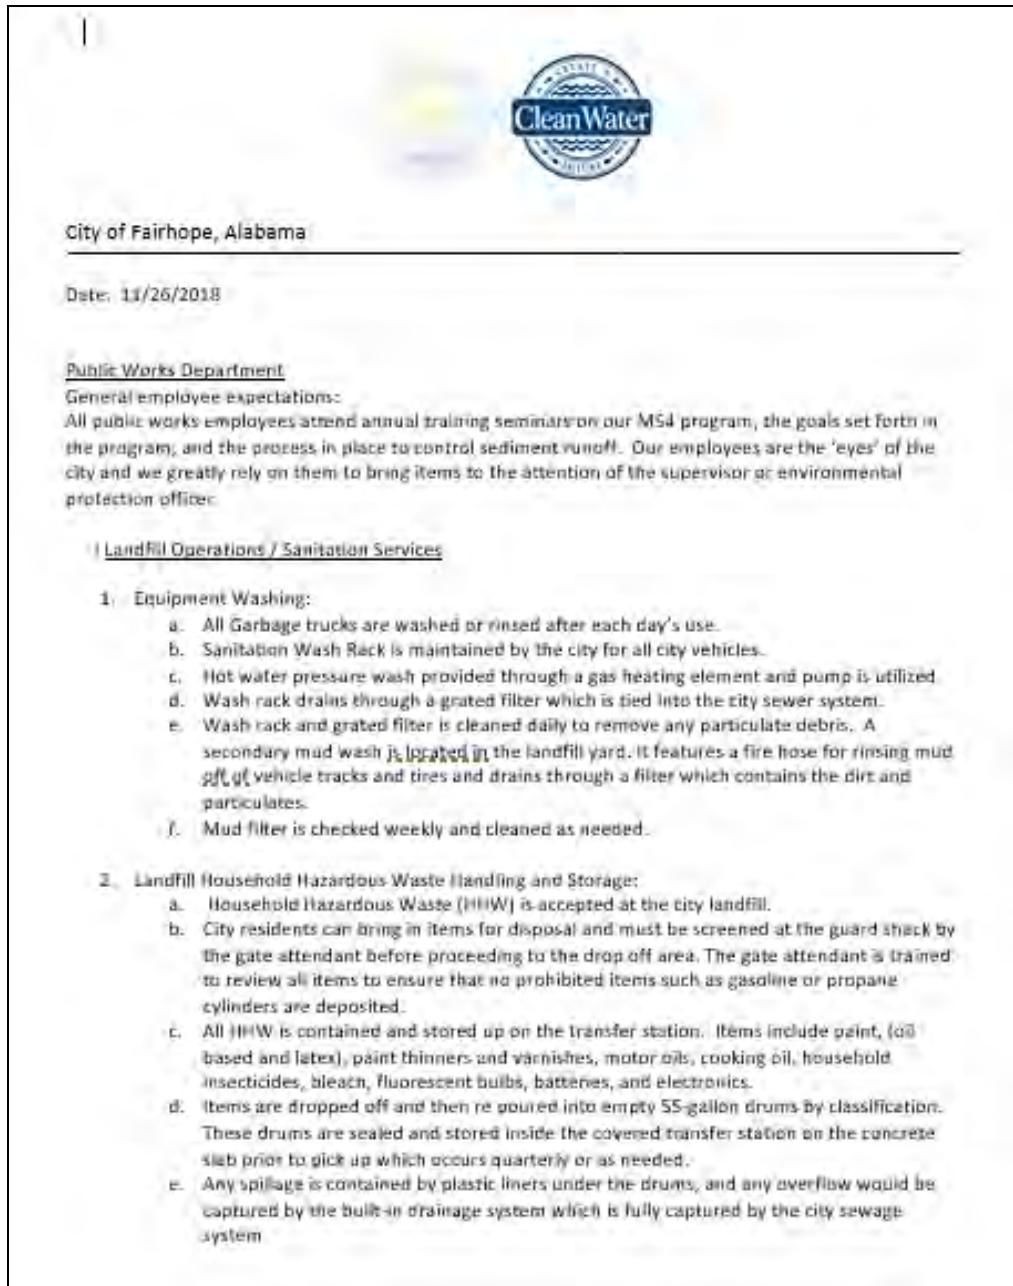 CREATE A
Clean Water
FUTURE
City of Fairhope, Alabama
Date: 11/26/2018
Public Works Department
General employee expectations:
All public works employees attend annual training seminars on our MS4 program, the goals set forth in
the program, and the process in place to control sediment runoff. Our employees are the 'eyes' of the
city and we greatly rely on them to bring items to the attention of the supervisor or environmental
protection officer.
I Landfill Operations / Sanitation Services
1. Equipment Washing:
a. All Garbage trucks are washed or rinsed after each day's use.
b. Sanitation Wash Rack is maintained by the city for all city vehicles.
c. Hot water pressure wash provided through a gas heating element and pump is utilized.
d. Wash rack drains through a grated filter which is tied into the city sewer system.
e. Wash rack and grated filter is cleaned daily to remove any particulate debris. A
secondary mud wash is located in the landfill yard. It features a fire hose for rinsing mud
off of vehicle tracks and tires and drains through a filter which contains the dirt and
particulates.
f. Mud filter is checked weekly and cleaned as needed.
2. Landfill Household Hazardous Waste Handling and Storage:
a. Household Hazardous Waste (HHW) is accepted at the city landfill.
b. City residents can bring in items for disposal and must be screened at the guard shack by
the gate attendant before proceeding to the drop off area. The gate attendant is trained
to review all items to ensure that no prohibited items such as gasoline or propane
cylinders are deposited.
c. All HHW is contained and stored up on the transfer station. Items include paint, (oil
based and latex), paint thinners and varnishes, motor oils, cooking oil, household
insecticides, bleach, fluorescent bulbs, batteries, and electronics.
d. Items are dropped off and then re poured into empty 55-gallon drums by classification.
These drums are sealed and stored inside the covered transfer station on the concrete
slab prior to pick up which occurs quarterly or as needed.
e. Any spillage is contained by plastic liners under the drums, and any overflow would be
captured by the built-in drainage system which is fully captured by the city sewage
system